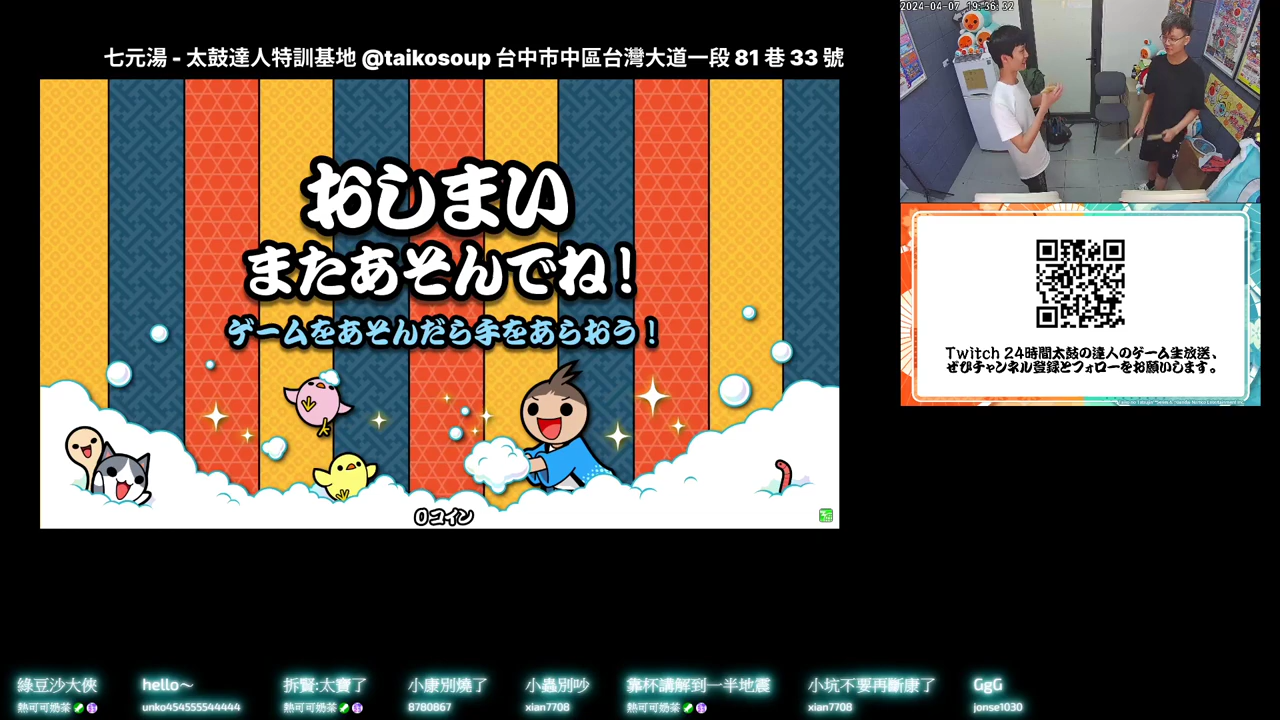 2024-04-07 19:36:32
七元湯 - 太鼓達人特訓基地 @taikosoup 台中市中區台灣大道一段 81 巷 33 號
おしまい
またあそんでね!
ゲームをあそんだら手をあらおう!
0コイン
Twitch 24時間太鼓の達人のゲーム生放送、
ぜひチャンネル登録とフォローをお願いします。
綠豆沙大俠 hello~ 拆賢:太寶了 小康別燒了 小蟲別吵 靠杯講解到一半地震 小坑不要再斷康了 GgG
熱可可奶茶 unko454555544444 熱可可奶茶 8780867 xian7708 熱可可奶茶 xian7708 jonse1030